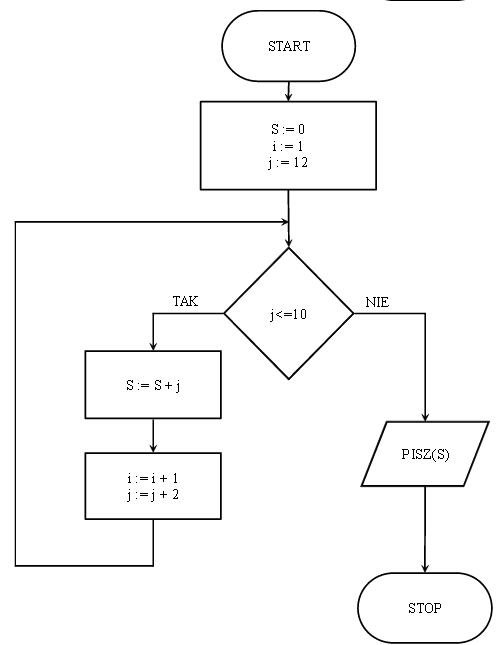 START
S := 0
i := 1
j := 12
j<=10
TAK
NIE
S := S + j
i := i + 1
j := j + 2
PISZ(S)
STOP